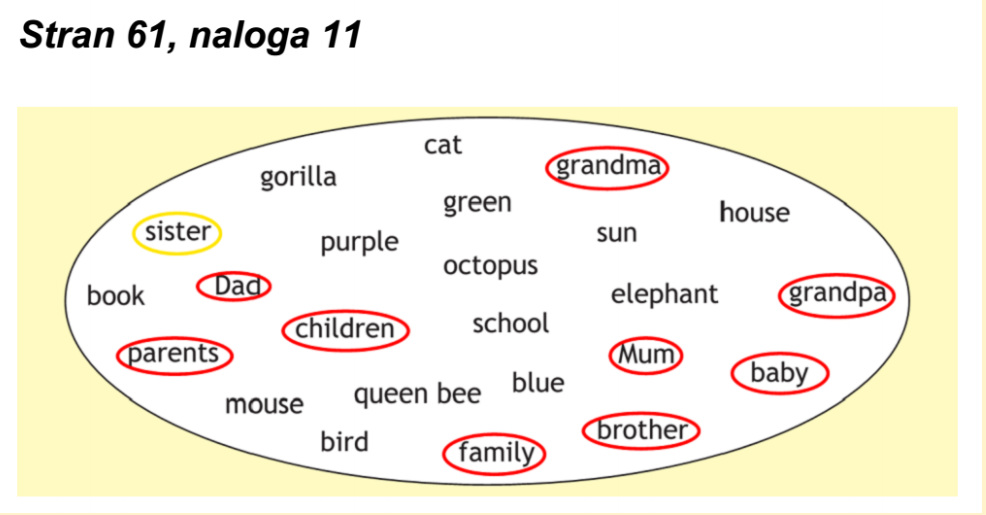 Stran 61, naloga 11
cat
gorilla
grandma
green
house
sister
purple
sun
octopus
book
Dad
elephant
grandpa
children
school
parents
Mum
baby
mouse
queen bee
blue
bird
family
brother